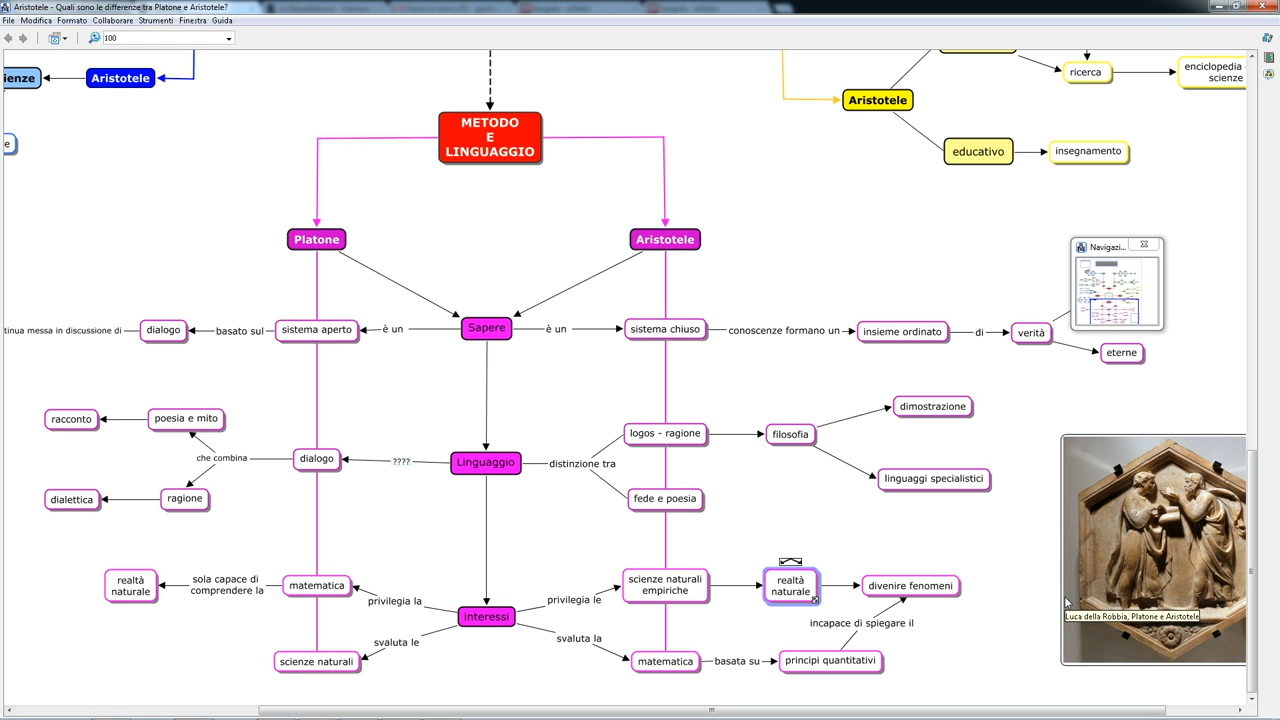 Aristotele - Quali sono le differenze tra Platone e Aristotele?
File Modifica Formato Collaborare Strumenti Finestra Guida
100
ienze
Aristotele
METODO
E
LINGUAGGIO
Aristotele
ricerca
enciclopedia
scienze
educativo
insegnamento
e
Platone
Aristotele
Navigazi...
tinua messa in discussione di
dialogo
basato sul
sistema aperto
è un
Sapere
è un
sistema chiuso
conoscenze formano un
insieme ordinato
di
verità
eterne
racconto
poesia e mito
che combina
dialettica
ragione
dialogo
????
Linguaggio
distinzione tra
logos - ragione
fede e poesia
filosofia
dimostrazione
linguaggi specialistici
realtà
naturale
sola capace di
comprendere la
matematica
privilegia la
interessi
privilegia le
scienze naturali
empiriche
realtà
naturale
divenire fenomeni
incapace di spiegare il
scienze naturali
svaluta le
svaluta la
matematica
basata su
principi quantitativi
Luca della Robbia, Platone e Aristotele